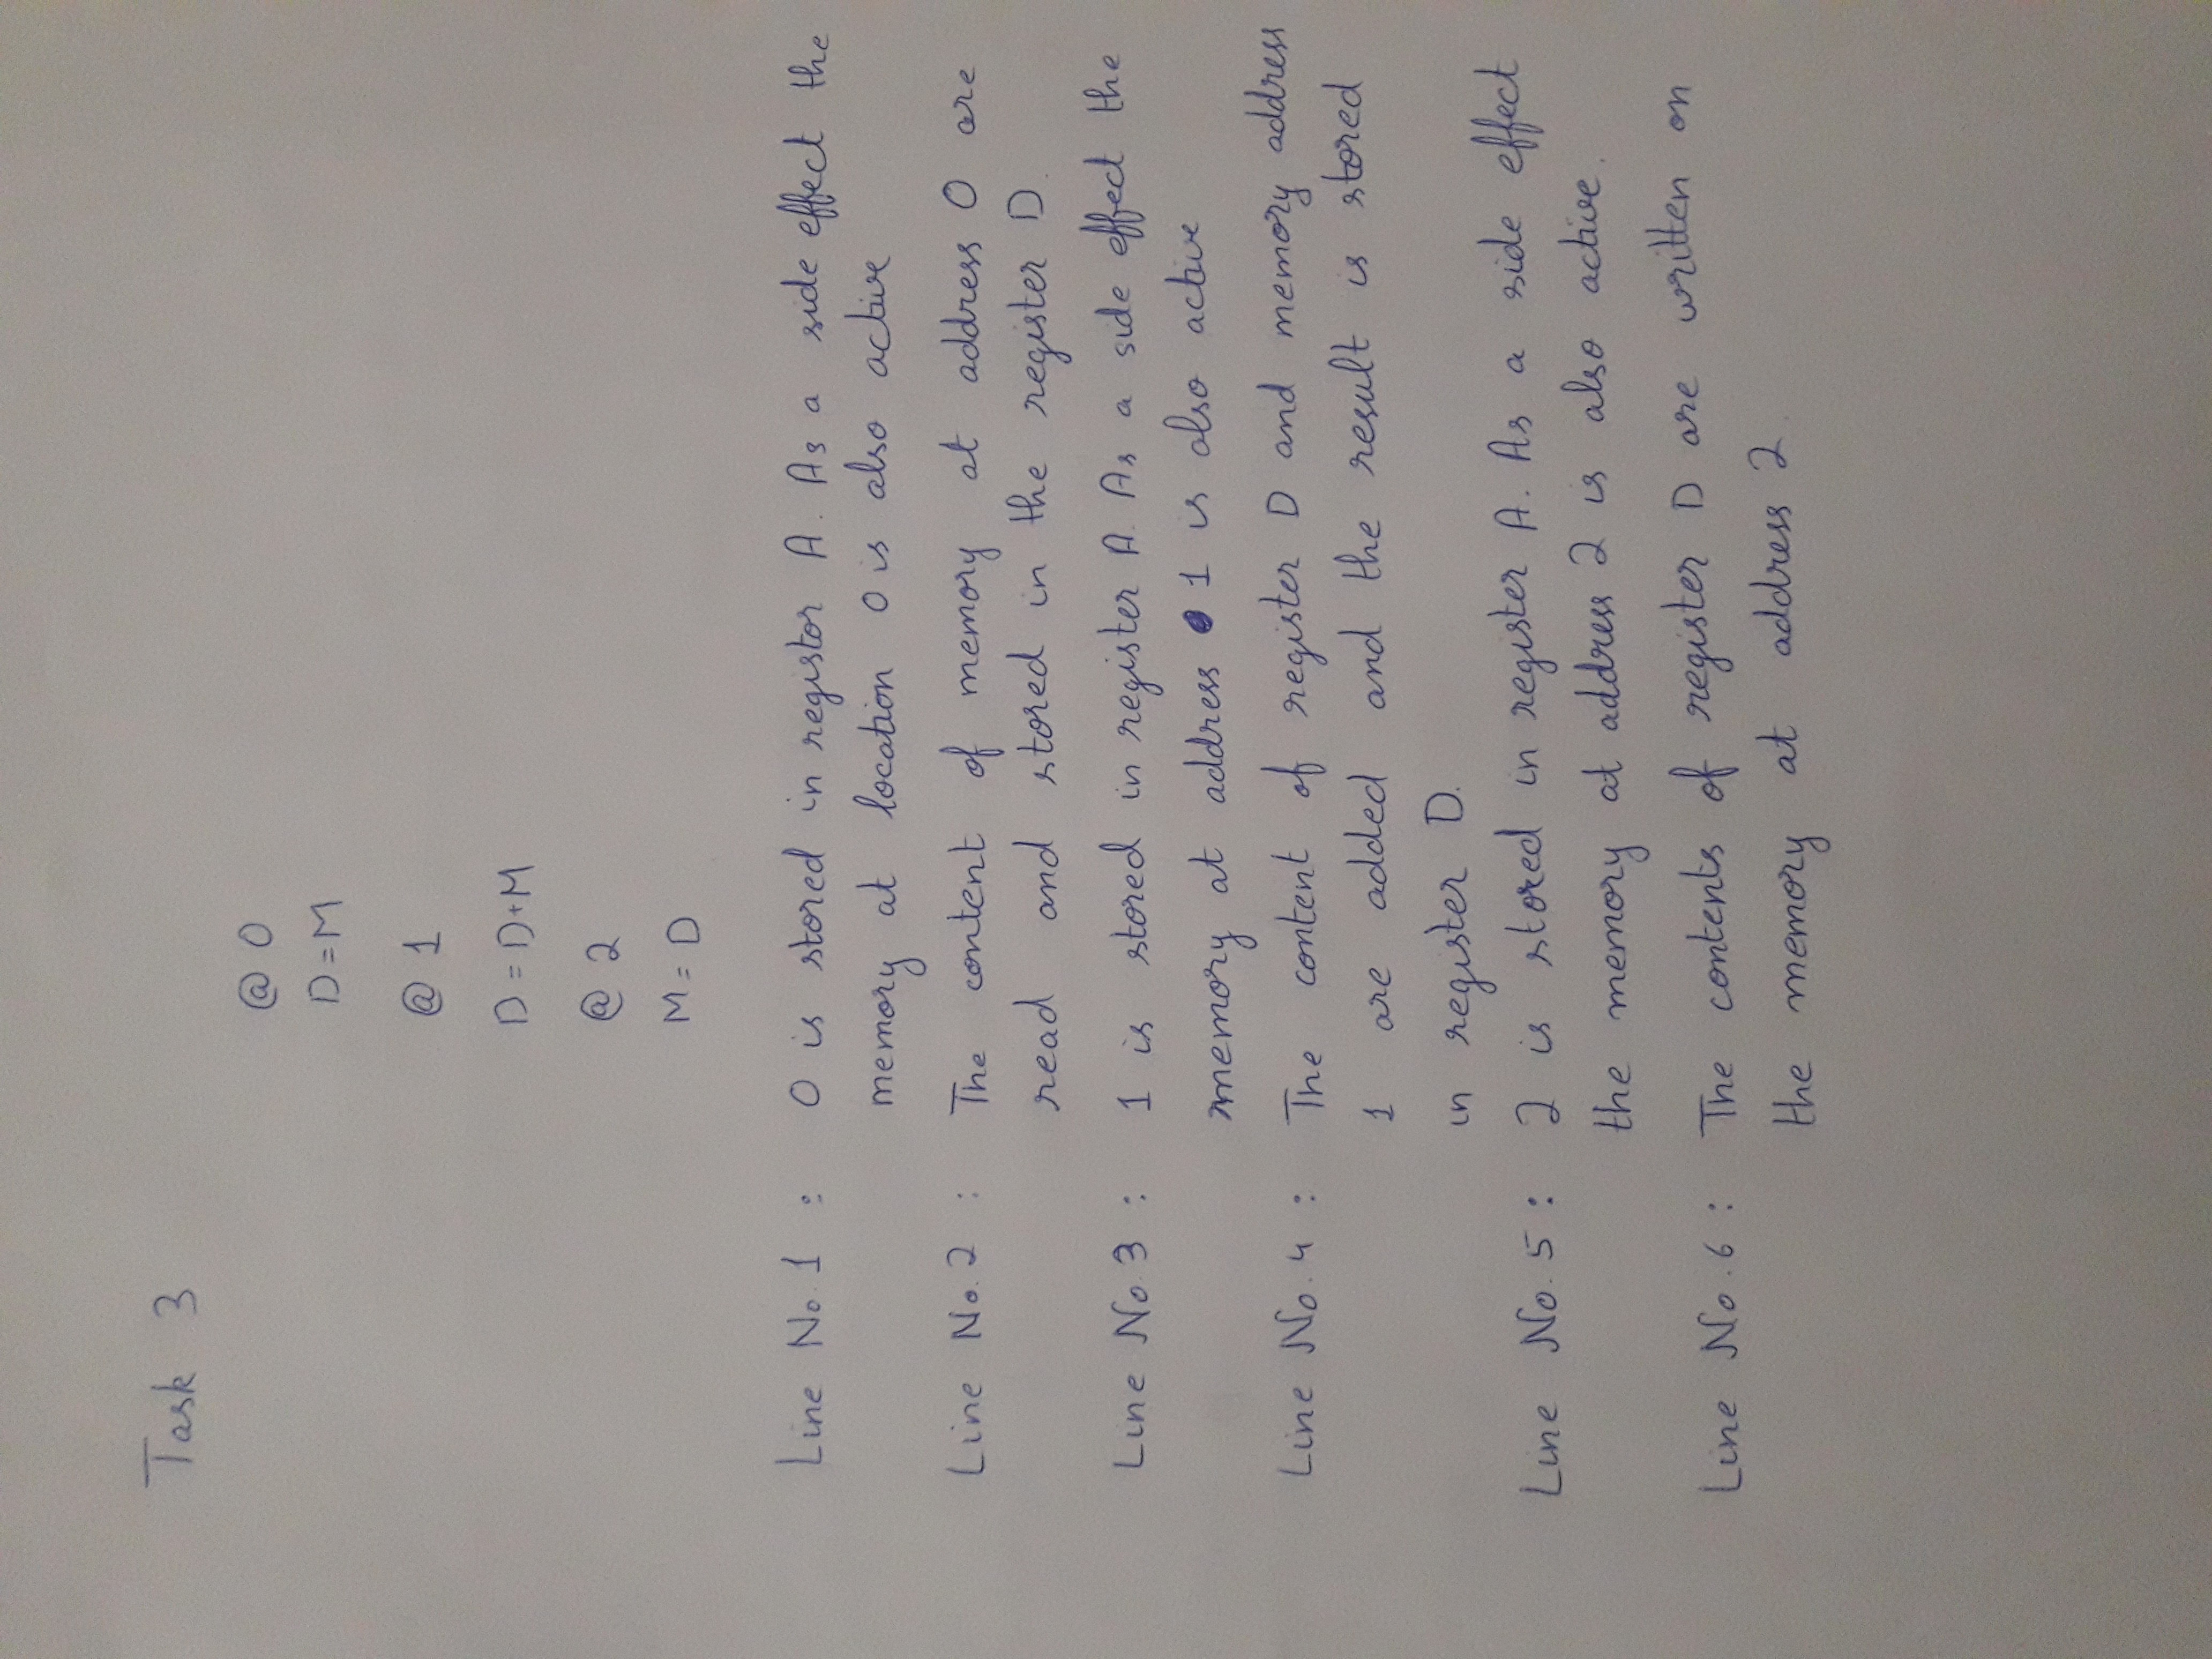 Task 3
@ 0
D=M
@ 1
D = D+M
@ 2
M = D
Line No. 1 : 0 is stored in registor A. As a side effect the
memory at location 0 is also active
Line No. 2 : The content of memory at address 0 are
read and stored in the register D.
Line No 3 : 1 is stored in register A. As a side effect the
memory at address 1 is also active
Line No. 4 : The content of register D and memory address
1 are added and the result is stored
in register D.
Line No. 5 : 2 is stored in register A. As a side effect
the memory at address 2 is also active.
Line No. 6 : The contents of register D are written on
the memory at address 2.